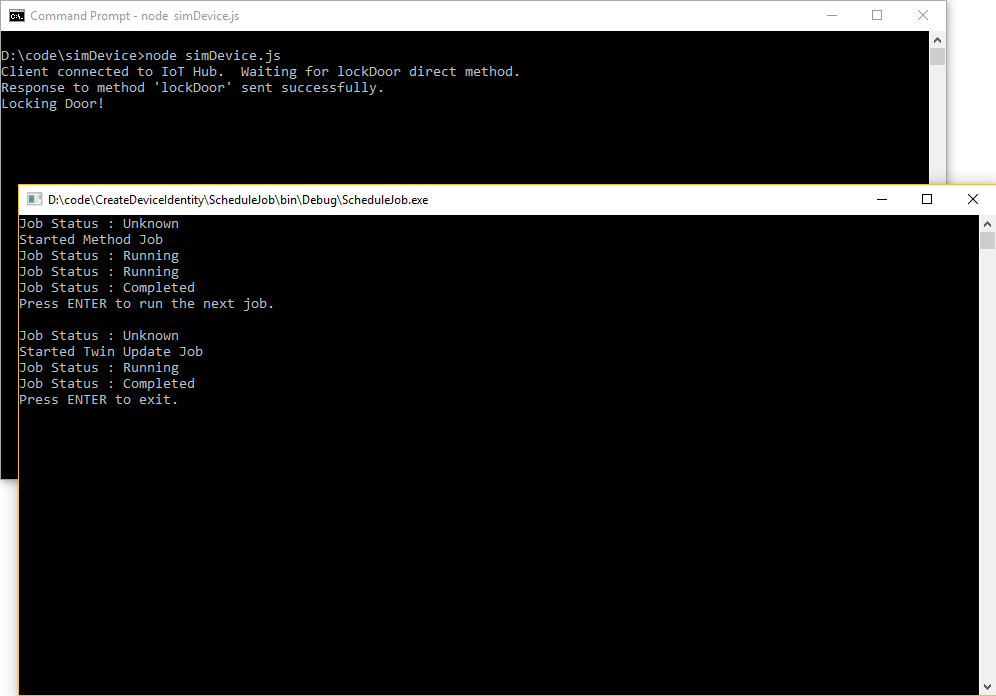 Command Prompt - node  simDevice.js
D:\code\simDevice>node simDevice.js
Client connected to IoT Hub.  Waiting for lockDoor direct method.
Response to method 'lockDoor' sent successfully.
Locking Door!
D:\code\CreateDeviceIdentity\ScheduleJob\bin\Debug\ScheduleJob.exe
Job Status : Unknown
Started Method Job
Job Status : Running
Job Status : Running
Job Status : Completed
Press ENTER to run the next job.
Job Status : Unknown
Started Twin Update Job
Job Status : Running
Job Status : Completed
Press ENTER to exit.